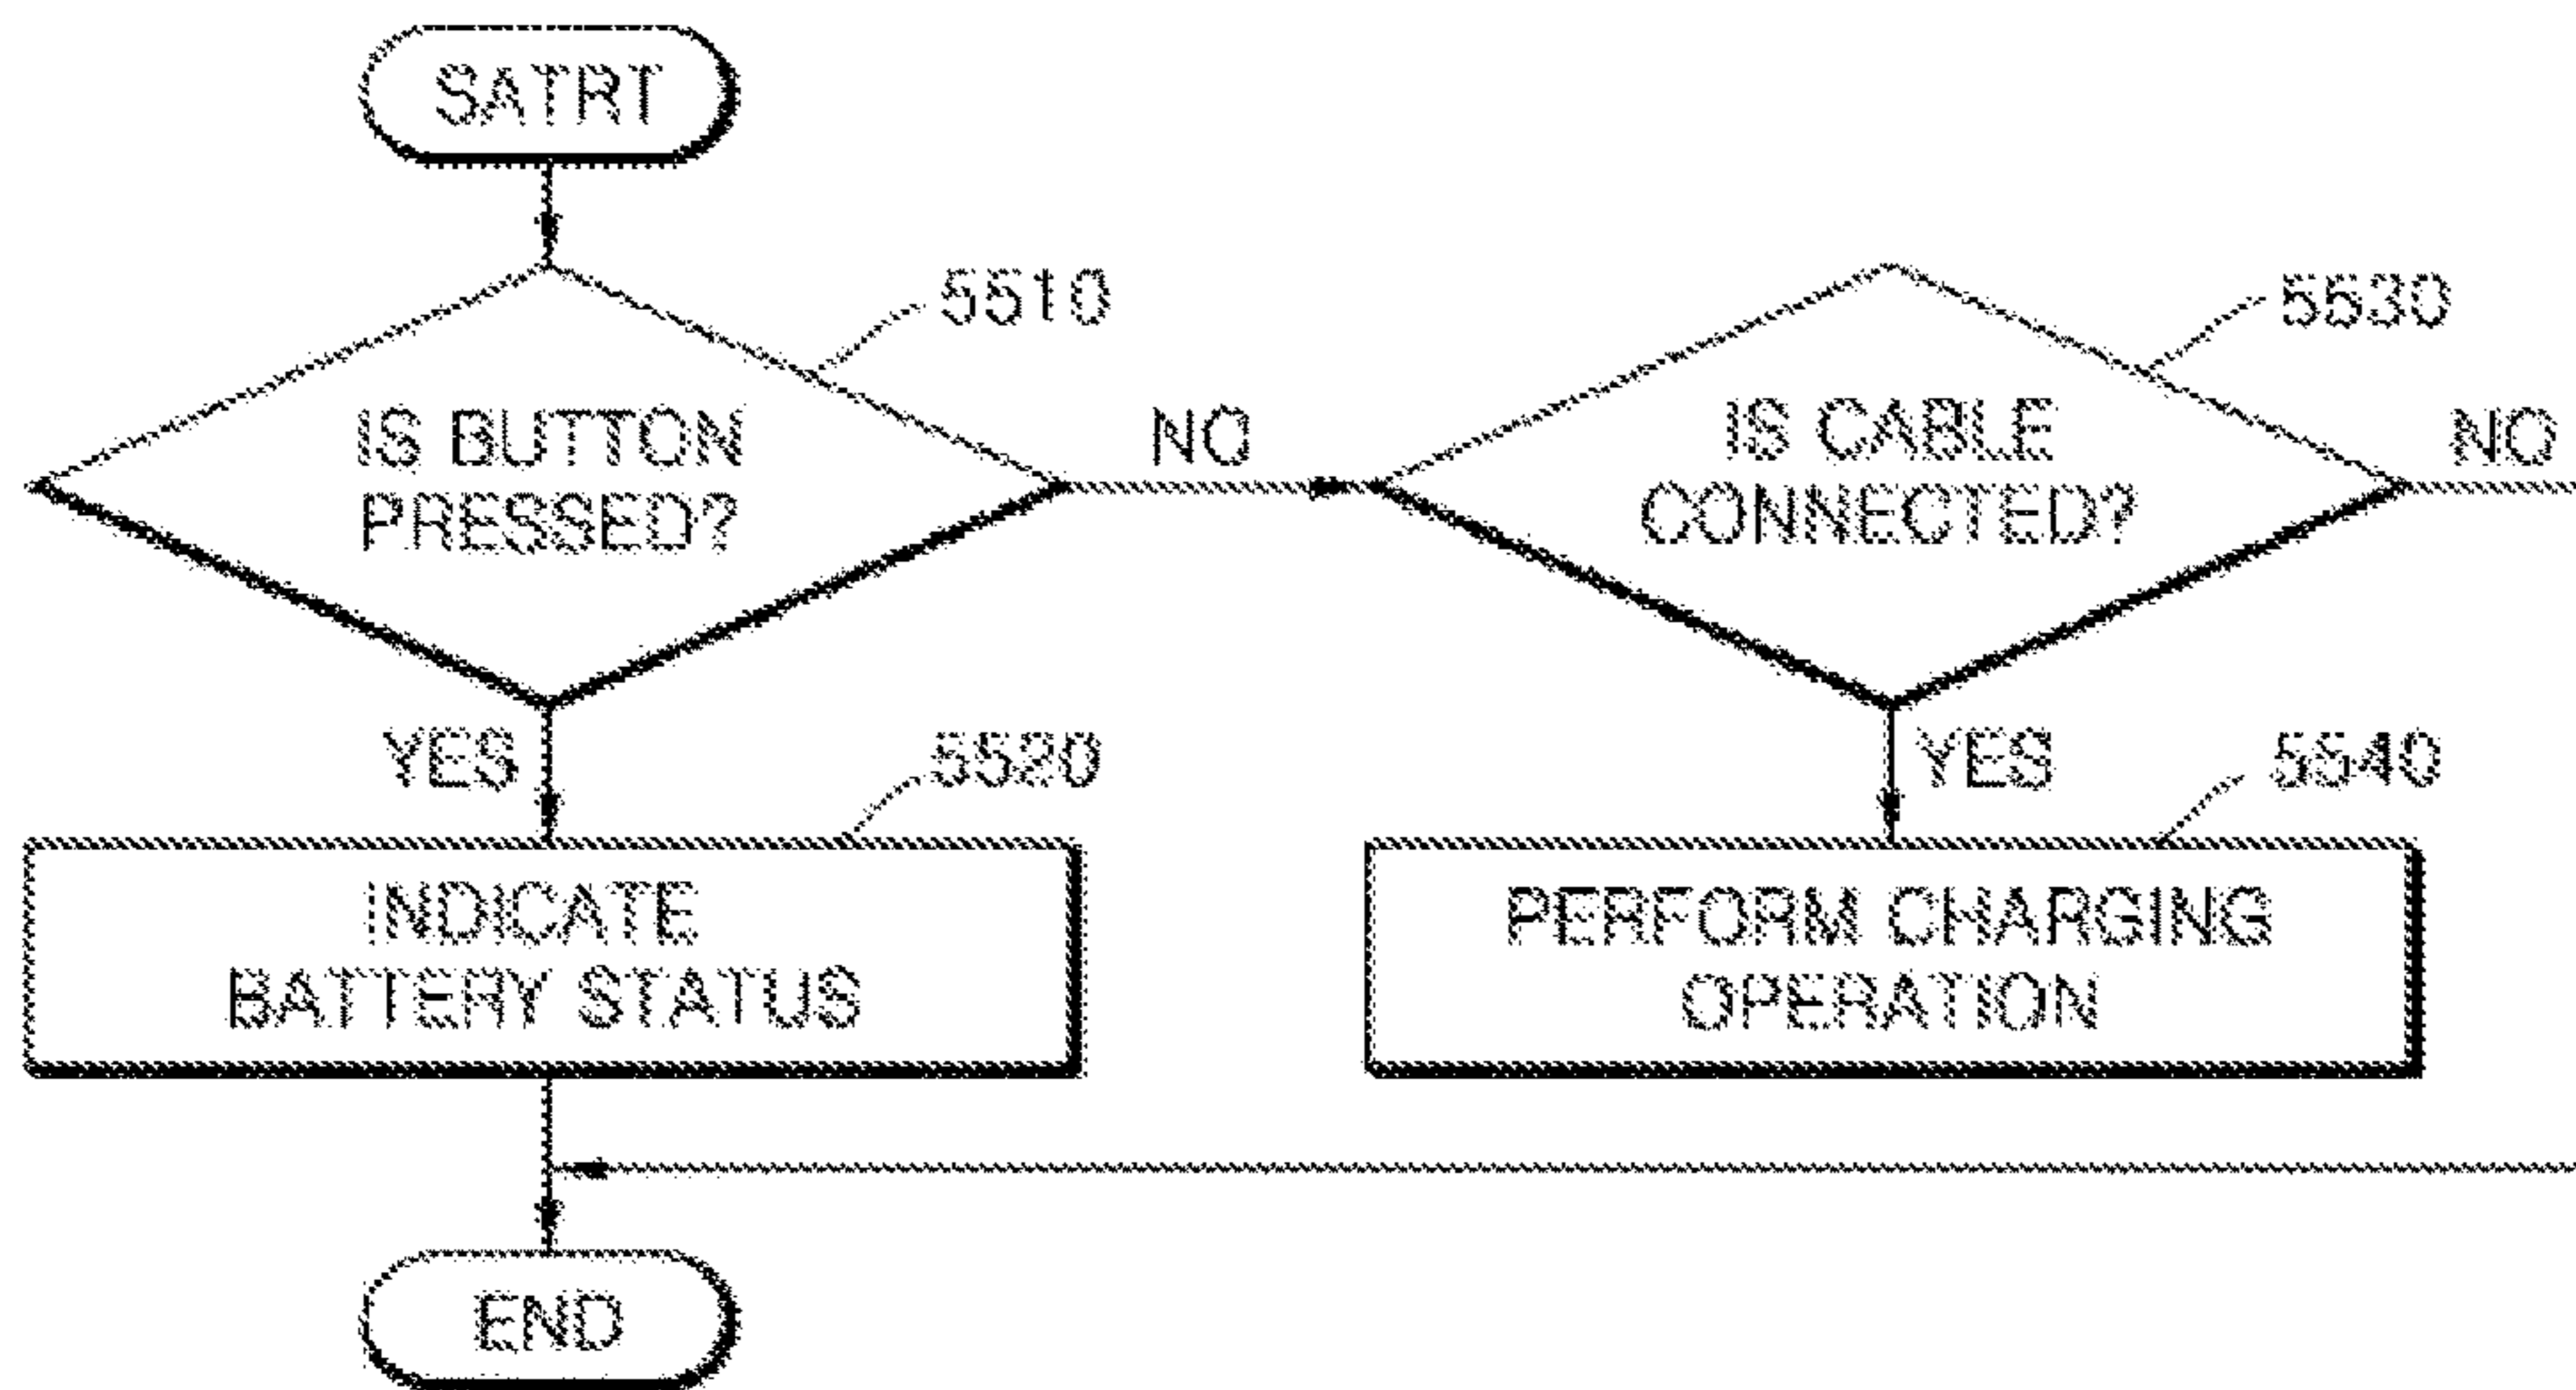 SATRT
5510
IS BUTTON
PRESSED?
NO
5530
IS CABLE
CONNECTED?
NO
YES
5520
INDICATE
BATTERY STATUS
YES
5540
PERFORM CHARGING
OPERATION
END